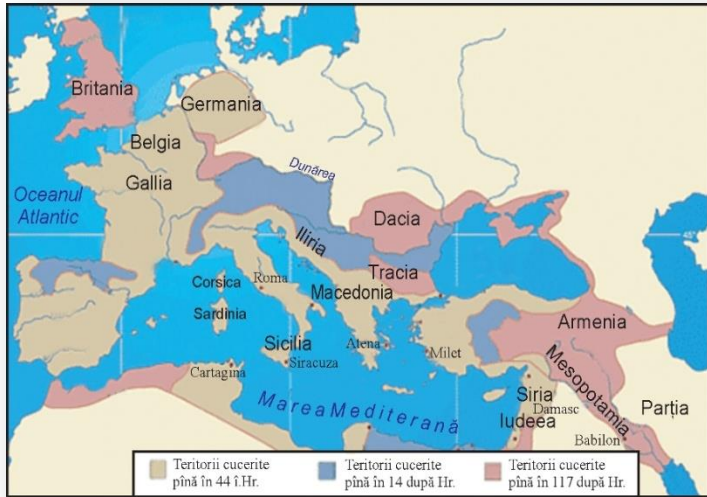 Britania
Germania
Belgia
Gallia
Oceanul
Atlantic
Dunărea
Dacia
Iliria
Tracia
Corsica
Roma
Macedonia
Sardinia
Armenia
Sicilia
Siracuza
Atena
Milet
Cartagina
Mesopotamia
Siria
Damasc
Parția
Iudeea
Babilon
Marea Mediterană
45°
Teritorii cucerite
pînă în 44 î.Hr.
Teritorii cucerite
pînă în 14 după Hr.
Teritorii cucerite
pînă în 117 după Hr.